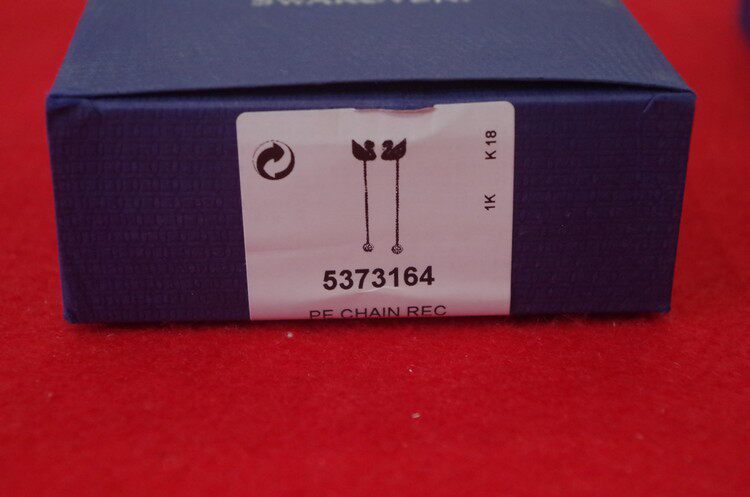 5373164
PE CHAIN REC
1K K18